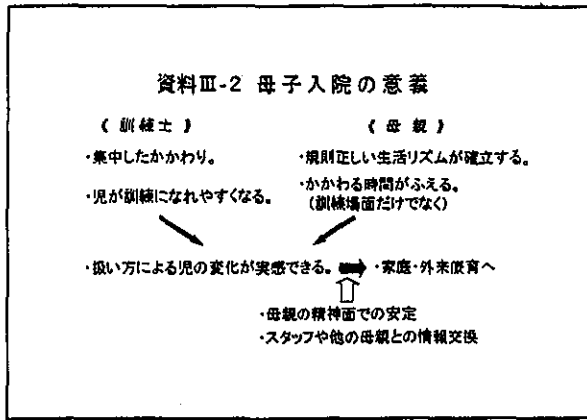 資料Ⅲ-2 母子入院の意義
《訓練士》
《母親》
・集中したかかわり。
・規則正しい生活リズムが確立する。
・児が訓練になれやすくなる。
・かかわる時間がふえる。
(訓練場面だけでなく)
・扱い方による児の変化が実感できる。
・家庭・外来療育へ
・母親の精神面での安定
・スタッフや他の母親との情報交換